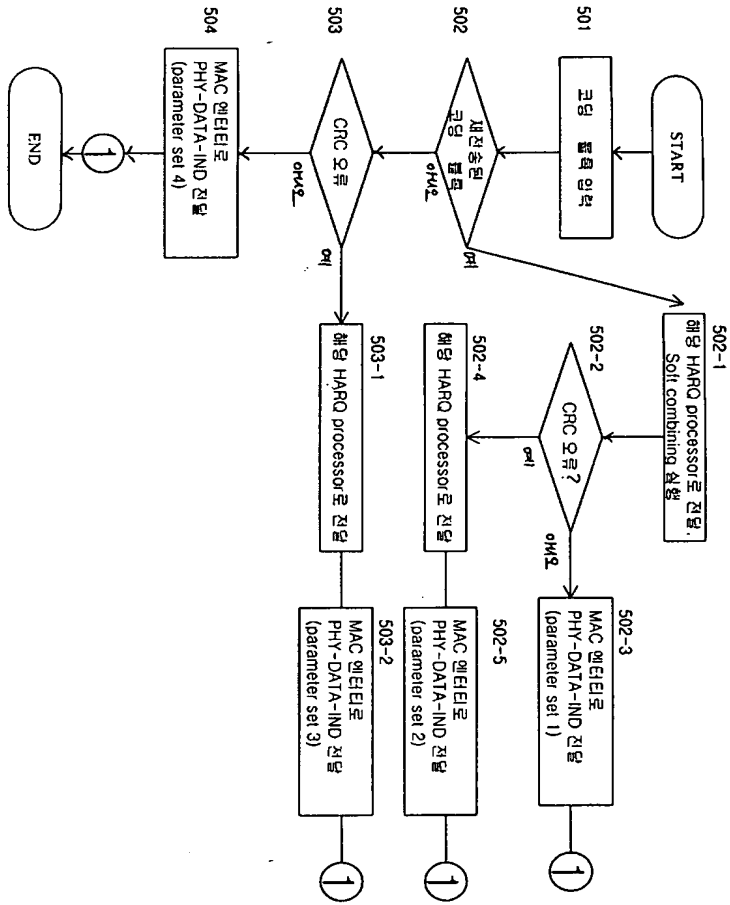 START
501
코딩 블록 입력
502
재전송된
코딩 블록
예
아니오
502-1
해당 HARQ processor로 전달.
Soft combining 실행
502-2
CRC 오류?
아니오
예
502-3
MAC 엔터티로
PHY-DATA-IND 전달
(parameter set 1)
1
502-4
해당 HARQ processor로 전달
502-5
MAC 엔터티로
PHY-DATA-IND 전달
(parameter set 2)
1
503
CRC 오류
예
아니오
503-1
해당 HARQ processor로 전달
503-2
MAC 엔터티로
PHY-DATA-IND 전달
(parameter set 3)
1
504
MAC 엔터티로
PHY-DATA-IND 전달
(parameter set 4)
1
END